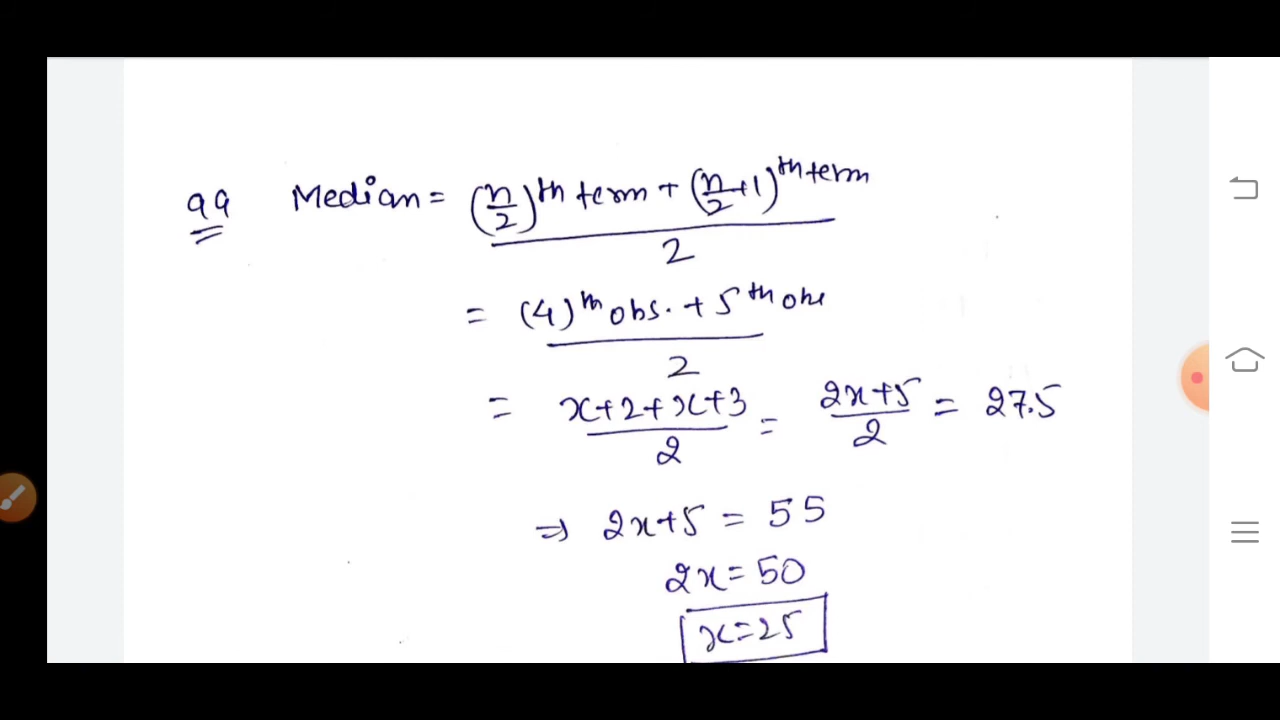 99 Median = (n/2)th term + (n/2+1)th term / 2
= (4)th obs. + 5th obs / 2
= x+2+x+3 / 2 = 2x+5 / 2 = 27.5
⇒ 2x+5 = 55
2x = 50
x=25